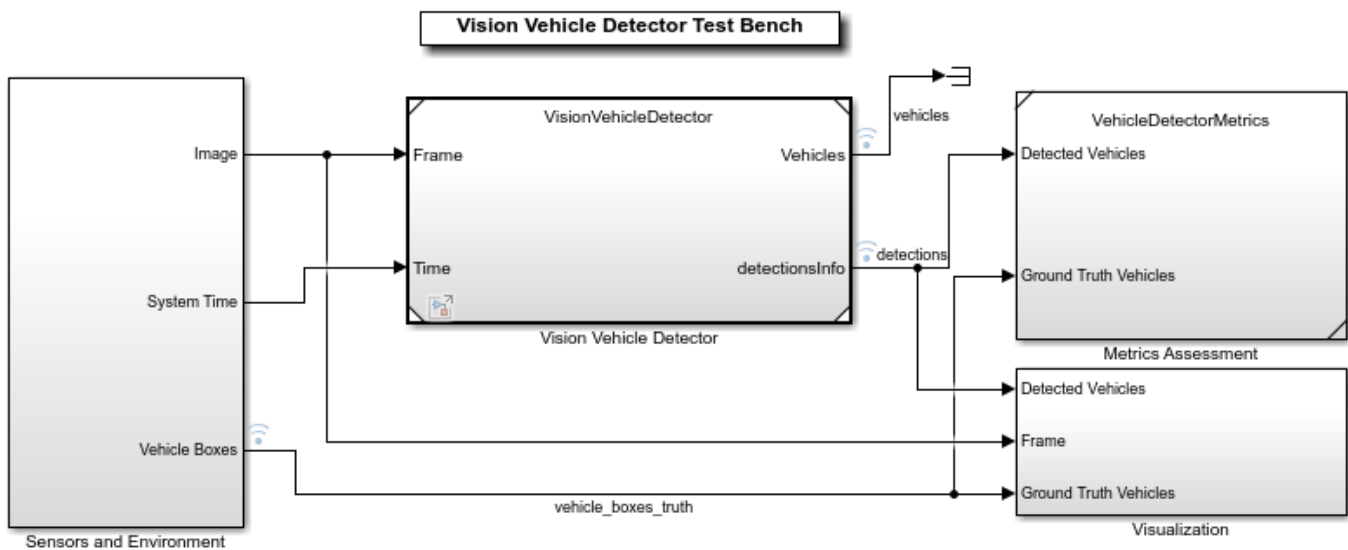 Vision Vehicle Detector Test Bench
Image
System Time
Vehicle Boxes
Sensors and Environment
VisionVehicleDetector
Frame
Time
Vehicles
detectionsInfo
Vision Vehicle Detector
vehicles
detections
vehicle_boxes_truth
VehicleDetectorMetrics
Detected Vehicles
Ground Truth Vehicles
Metrics Assessment
Detected Vehicles
Frame
Ground Truth Vehicles
Visualization